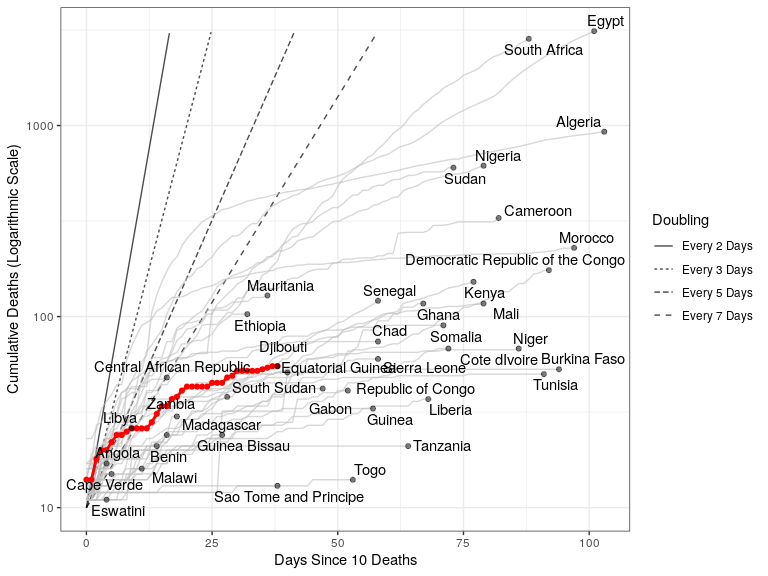 Egypt
South Africa
Algeria
Nigeria
Sudan
Cameroon
Morocco
Democratic Republic of the Congo
Mauritania
Senegal
Kenya
Ghana
Mali
Ethiopia
Chad
Somalia
Niger
Djibouti
Central African Republic
Equatorial Guinea
Sierra Leone
Cote dIvoire
Burkina Faso
Tunisia
South Sudan
Republic of Congo
Zambia
Gabon
Liberia
Libya
Guinea
Madagascar
Angola
Benin
Guinea Bissau
Tanzania
Cape Verde
Malawi
Togo
Sao Tome and Principe
Eswatini
1000
100
10
0
25
50
75
100
Days Since 10 Deaths
Cumulative Deaths (Logarithmic Scale)
Doubling
Every 2 Days
Every 3 Days
Every 5 Days
Every 7 Days